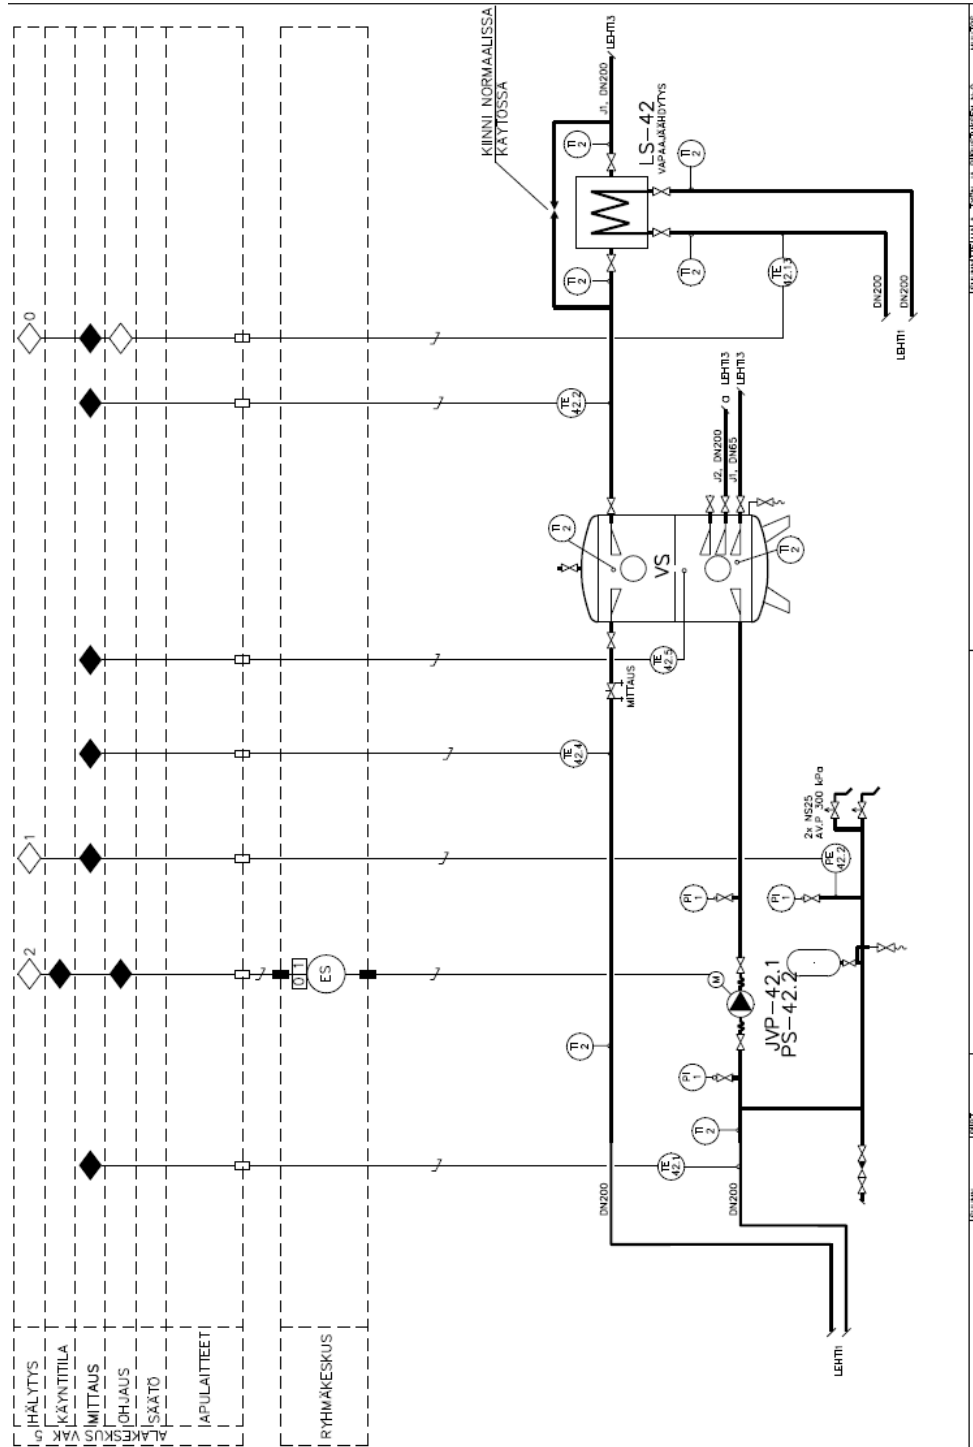 ALAKESKUS VAK 5
HÄLYTYS
KÄYNTITILA
MITTAUS
OHJAUS
SÄÄTÖ
APULAITTEET
RYHMÄKESKUS
2
1
0
0 1
ES
KIINNI NORMAALISSA
KÄYTÖSSÄ
LEHTI3
J1, DN200
TI
2
LS-42
VAPAAJÄÄHDYTYS
TI
2
TI
2
TI
2
TE
42.13
DN200
DN200
LEHTI1
TE
42.2
J2, DN200
a LEHTI3
J1, DN65
LEHTI3
TI
2
VS
TI
2
TE
42.5
MITTAUS
TE
42.4
2x NS25
AV.P 300 kPa
PE
42.2
PI
1
PI
1
M
JVP-42.1
PS-42.2
TI
2
PI
1
TI
2
TE
42.1
DN200
DN200
LEHTI1